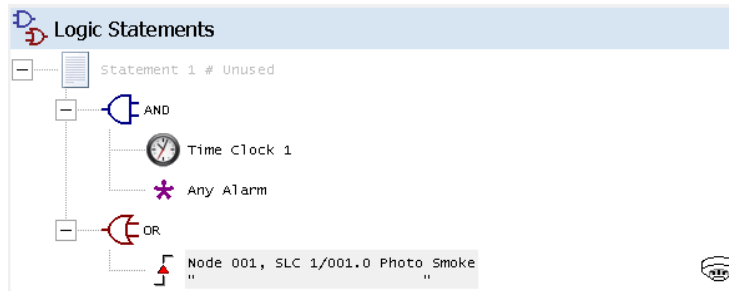 Logic Statements
Statement 1 # Unused
AND
Time Clock 1
Any Alarm
OR
Node 001, SLC 1/001.0 Photo Smoke
" "